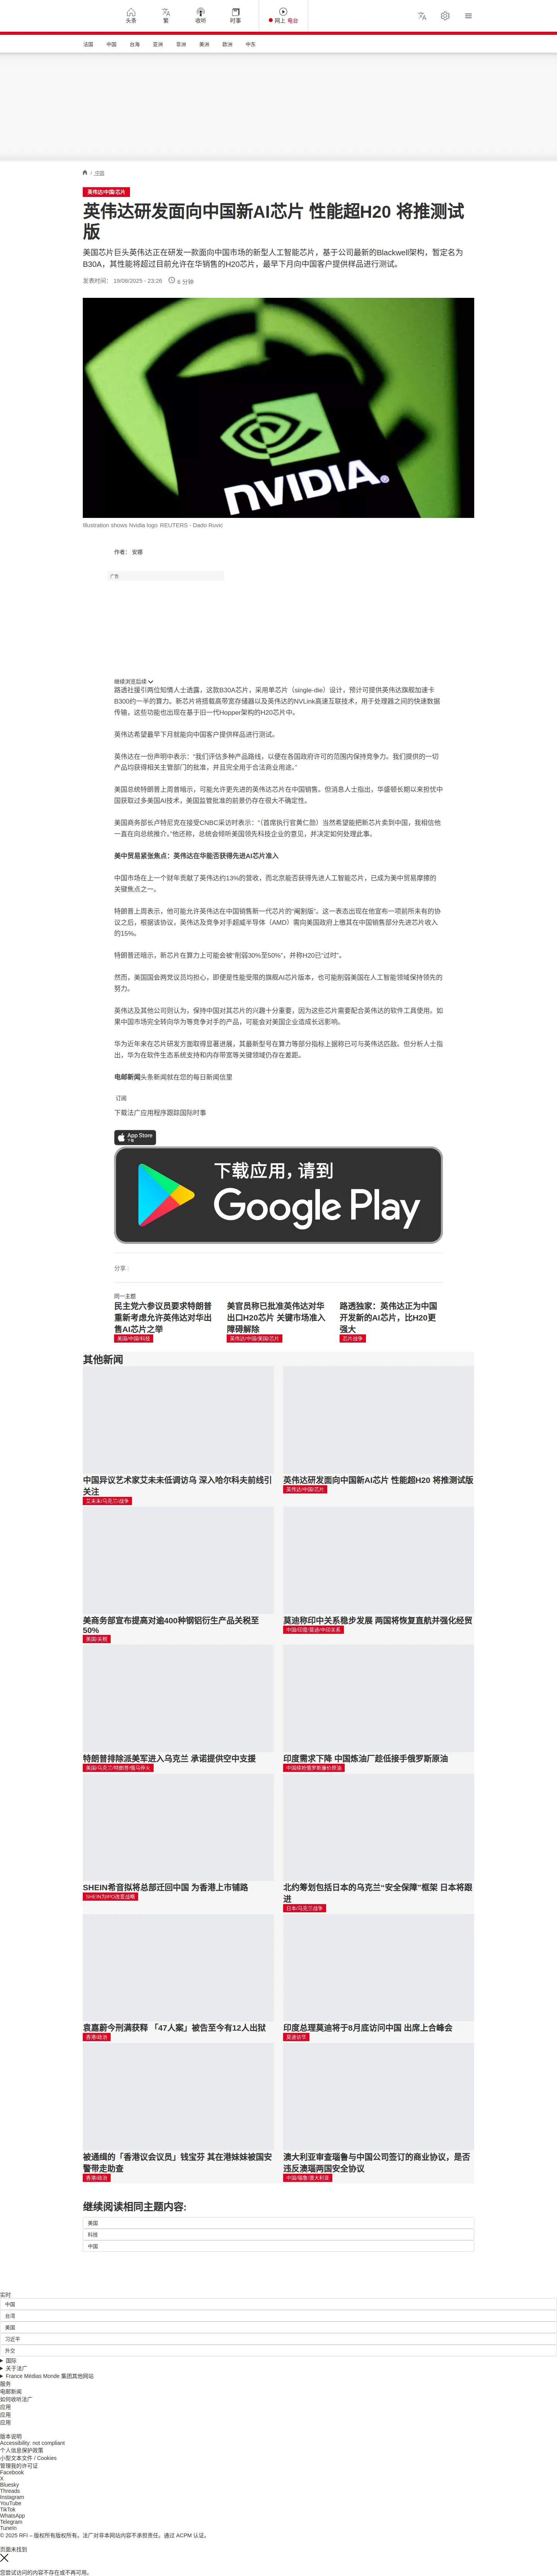 头条
繁
收听
时事
网上 电台
法国
中国
台海
亚洲
非洲
美洲
欧洲
中东
/ 中国
英伟达/中国/芯片
英伟达研发面向中国新AI芯片 性能超H20 将推测试
版
美国芯片巨头英伟达正在研发一款面向中国市场的新型人工智能芯片，基于公司最新的Blackwell架构，暂定名为
B30A，其性能将超过目前允许在华销售的H20芯片，最早下月向中国客户提供样品进行测试。
发表时间： 19/08/2025 - 23:26 6 分钟
NVIDIA
Illustration shows Nvidia logo REUTERS - Dado Ruvic
作者： 安娜
广告
继续浏览后续
路透社援引两位知情人士透露，这款B30A芯片，采用单芯片（single-die）设计，预计可提供英伟达旗舰加速卡
B300约一半的算力。新芯片将搭载高带宽存储器以及英伟达的NVLink高速互联技术，用于处理器之间的快速数据
传输，这些功能也出现在基于旧一代Hopper架构的H20芯片中。
英伟达希望最早下月就能向中国客户提供样品进行测试。
英伟达在一份声明中表示：“我们评估多种产品路线，以便在各国政府许可的范围内保持竞争力。我们提供的一切
产品均获得相关主管部门的批准，并且完全用于合法商业用途。”
美国总统特朗普上周曾暗示，可能允许更先进的英伟达芯片在中国销售。但消息人士指出，华盛顿长期以来担忧中
国获取过多美国AI技术，美国监管批准的前景仍存在很大不确定性。
美国商务部长卢特尼克在接受CNBC采访时表示：“（首席执行官黄仁勋）当然希望能把新芯片卖到中国，我相信他
一直在向总统推介。”他还称，总统会倾听美国领先科技企业的意见，并决定如何处理此事。
美中贸易紧张焦点：英伟达在华能否获得先进AI芯片准入
中国市场在上一个财年贡献了英伟达约13%的营收，而北京能否获得先进人工智能芯片，已成为美中贸易摩擦的
关键焦点之一。
特朗普上周表示，他可能允许英伟达在中国销售新一代芯片的“阉割版”。这一表态出现在他宣布一项前所未有的协
议之后，根据该协议，英伟达及竞争对手超威半导体（AMD）需向美国政府上缴其在中国销售部分先进芯片收入
的15%。
特朗普还暗示，新芯片在算力上可能会被“削弱30%至50%”，并称H20已“过时”。
然而，美国国会两党议员均担心，即便是性能受限的旗舰AI芯片版本，也可能削弱美国在人工智能领域保持领先的
努力。
英伟达及其他公司则认为，保持中国对其芯片的兴趣十分重要，因为这些芯片需要配合英伟达的软件工具使用。如
果中国市场完全转向华为等竞争对手的产品，可能会对美国企业造成长远影响。
华为近年来在芯片研发方面取得显著进展，其最新型号在算力等部分指标上据称已可与英伟达匹敌。但分析人士指
出，华为在软件生态系统支持和内存带宽等关键领域仍存在差距。
电邮新闻头条新闻就在您的每日新闻信里
订阅
下载法广应用程序跟踪国际时事
App Store
下载
下载应用，请到
Google Play
分享 :
同一主题
民主党六参议员要求特朗普
重新考虑允许英伟达对华出
售AI芯片之举
美国/中国/科技
美官员称已批准英伟达对华
出口H20芯片 关键市场准入
障碍解除
英伟达/中国/美国/芯片
路透独家：英伟达正为中国
开发新的AI芯片，比H20更
强大
芯片战争
其他新闻
中国异议艺术家艾未未低调访乌 深入哈尔科夫前线引
关注
艾未未/乌克兰/战争
英伟达研发面向中国新AI芯片 性能超H20 将推测试版
英伟达/中国/芯片
美商务部宣布提高对逾400种钢铝衍生产品关税至
50%
美国/关税
莫迪称印中关系稳步发展 两国将恢复直航并强化经贸
中国/印度/莫迪/中印关系
特朗普排除派美军进入乌克兰 承诺提供空中支援
美国/乌克兰/特朗普/俄乌停火
印度需求下降 中国炼油厂趁低接手俄罗斯原油
中国续抢俄罗斯廉价原油
SHEIN希音拟将总部迁回中国 为香港上市铺路
SHEIN力IPO改变战略
北约筹划包括日本的乌克兰“安全保障”框架 日本将跟
进
日本/乌克兰战争
袁嘉蔚今刑满获释 「47人案」被告至今有12人出狱
香港/政治
印度总理莫迪将于8月底访问中国 出席上合峰会
莫迪访华
被通缉的「香港议会议员」钱宝芬 其在港妹妹被国安
警带走助查
香港/政治
澳大利亚审查瑙鲁与中国公司签订的商业协议，是否
违反澳瑙两国安全协议
中国/瑙鲁/澳大利亚
继续阅读相同主题内容:
美国
科技
中国
实时
中国
台湾
美国
习近平
外交
国际
关于法广
France Médias Monde 集团其他网站
服务
电邮新闻
如何收听法广
应用
应用
应用
版本说明
Accessibility: not compliant
个人信息保护政策
小型文本文件 / Cookies
管理我的许可证
Facebook
X
Bluesky
Threads
Instagram
YouTube
TikTok
WhatsApp
Telegram
TuneIn
© 2025 RFI – 版权所有版权所有。法广对非本网站内容不承担责任。通过 ACPM 认证。
页面未找到
您尝试访问的内容不存在或不再可用。